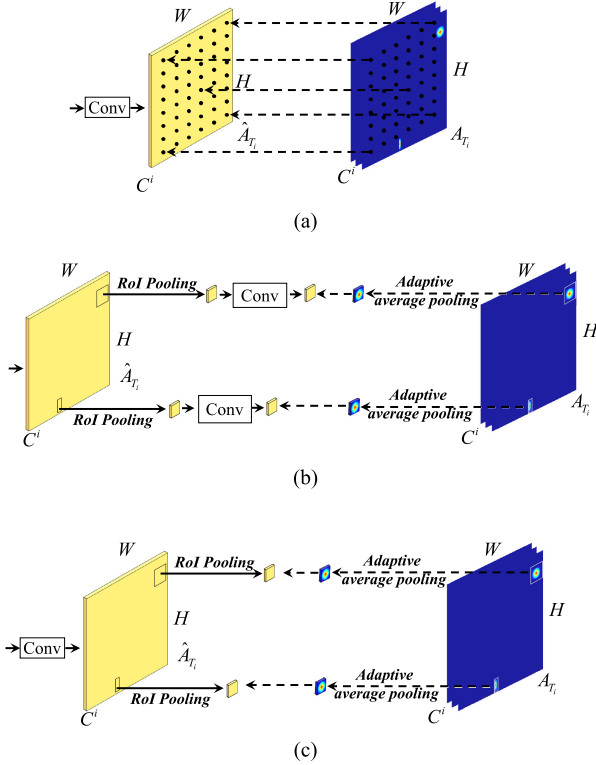 W
W
H
H
Conv
Â_{T_i}
A_{T_i}
C^i
C^i
(a)
W
W
RoI Pooling
Conv
Adaptive
average pooling
H
H
Â_{T_i}
A_{T_i}
RoI Pooling
Conv
Adaptive
average pooling
C^i
C^i
(b)
W
W
RoI Pooling
Adaptive
average pooling
H
H
Conv
Â_{T_i}
A_{T_i}
RoI Pooling
Adaptive
average pooling
C^i
C^i
(c)